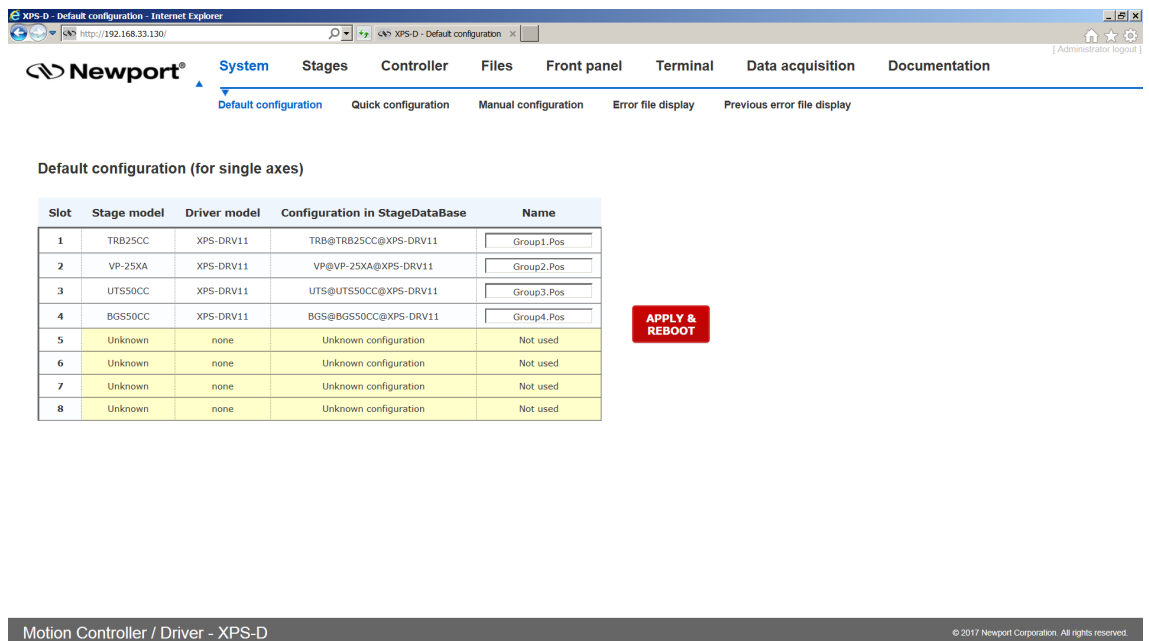 XPS-D - Default configuration - Internet Explorer
http://192.168.33.130/
XPS-D - Default configuration
[ Administrator logout ]
Newport®
System Stages Controller Files Front panel Terminal Data acquisition Documentation
Default configuration Quick configuration Manual configuration Error file display Previous error file display
Default configuration (for single axes)
Slot Stage model Driver model Configuration in StageDataBase Name
1 TRB25CC XPS-DRV11 TRB@TRB25CC@XPS-DRV11 Group1.Pos
2 VP-25XA XPS-DRV11 VP@VP-25XA@XPS-DRV11 Group2.Pos
3 UTS50CC XPS-DRV11 UTS@UTS50CC@XPS-DRV11 Group3.Pos
4 BGS50CC XPS-DRV11 BGS@BGS50CC@XPS-DRV11 Group4.Pos
APPLY &
REBOOT
5 Unknown none Unknown configuration Not used
6 Unknown none Unknown configuration Not used
7 Unknown none Unknown configuration Not used
8 Unknown none Unknown configuration Not used
Motion Controller / Driver - XPS-D
© 2017 Newport Corporation. All rights reserved.